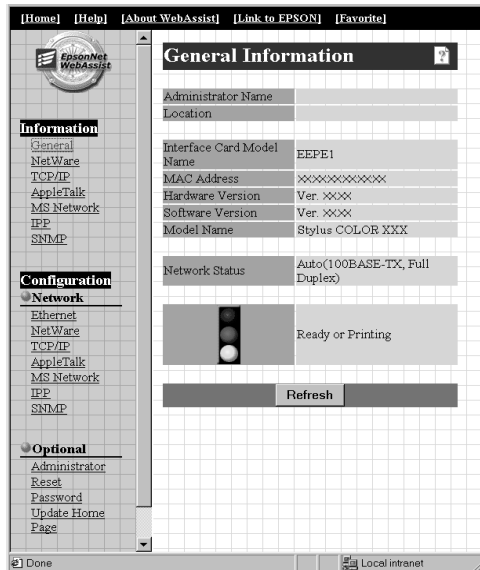 [Home] [Help] [About WebAssist] [Link to EPSON] [Favorite]
EpsonNet
WebAssist
Information
General
NetWare
TCP/IP
AppleTalk
MS Network
IPP
SNMP
Configuration
Network
Ethernet
NetWare
TCP/IP
AppleTalk
MS Network
IPP
SNMP
Optional
Administrator
Reset
Password
Update Home
Page
General Information ?
Administrator Name
Location
Interface Card Model
Name
EEPE1
MAC Address XXXXXXXXXXXX
Hardware Version Ver. XXXX
Software Version Ver. XXXX
Model Name Stylus COLOR XXX
Network Status
Auto(100BASE-TX, Full
Duplex)
Ready or Printing
Refresh
Done Local intranet